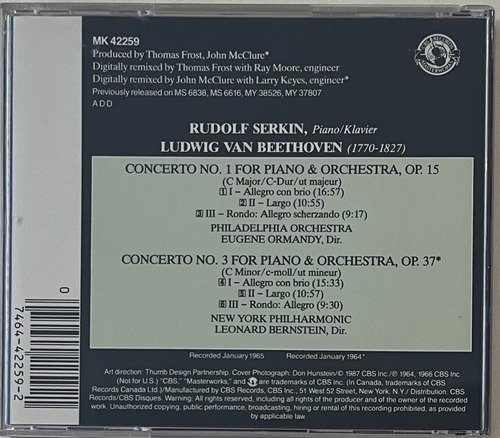 MK 42259
Produced by Thomas Frost, John McClure*
Digitally remixed by Thomas Frost with Ray Moore, engineer
Digitally remixed by John McClure with Larry Keyes, engineer*
Previously released on MS 6838, MS 6616, MY 38526, MY 37807
A D D
RUDOLF SERKIN, Piano/Klavier
LUDWIG VAN BEETHOVEN (1770-1827)
CONCERTO NO. 1 FOR PIANO & ORCHESTRA, OP. 15
(C Major/C-Dur/ut majeur)
1 I – Allegro con brio (16:57)
2 II – Largo (10:55)
3 III – Rondo: Allegro scherzando (9:17)
PHILADELPHIA ORCHESTRA
EUGENE ORMANDY, Dir.
CONCERTO NO. 3 FOR PIANO & ORCHESTRA, OP. 37*
(C Minor/c-moll/ut mineur)
4 I – Allegro con brio (15:33)
5 II – Largo (10:57)
6 III – Rondo: Allegro (9:30)
NEW YORK PHILHARMONIC
LEONARD BERNSTEIN, Dir.
Recorded January 1965 Recorded January 1964*
Art direction: Thumb Design Partnership. Cover Photograph: Don Hunstein/© 1987 CBS Inc./℗ 1964, 1966 CBS Inc.
(Not for U.S.) "CBS," "Masterworks," and are trademarks of CBS Inc. (In Canada, trademarks of CBS
Records Canada Ltd.)/Manufactured by CBS Records. CBS Inc., 51 West 52 Street, New York, N.Y./ Distribution: CBS
Records/CBS Disques. Warning: All rights reserved, including all rights of the producer and of the owner of the recorded
work. Unauthorized copying, public performance, broadcasting, hiring or rental of this recording prohibited, as provided
by applicable law.
0
7464-42259-2